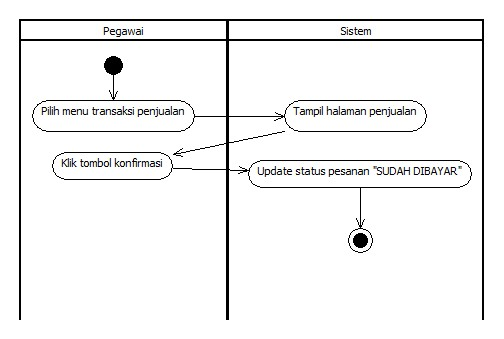 Pegawai
Sistem
Pilih menu transaksi penjualan
Tampil halaman penjualan
Klik tombol konfirmasi
Update status pesanan "SUDAH DIBAYAR"